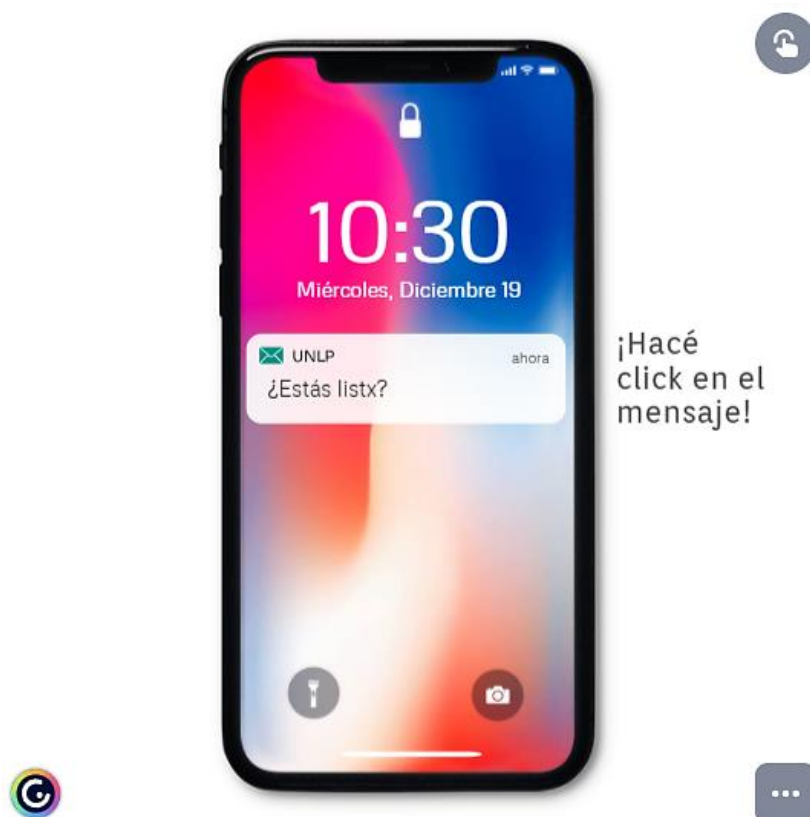 10:30
Miércoles, Diciembre 19
UNLP ahora
¿Estás listx?
¡Hacé
click en el
mensaje!